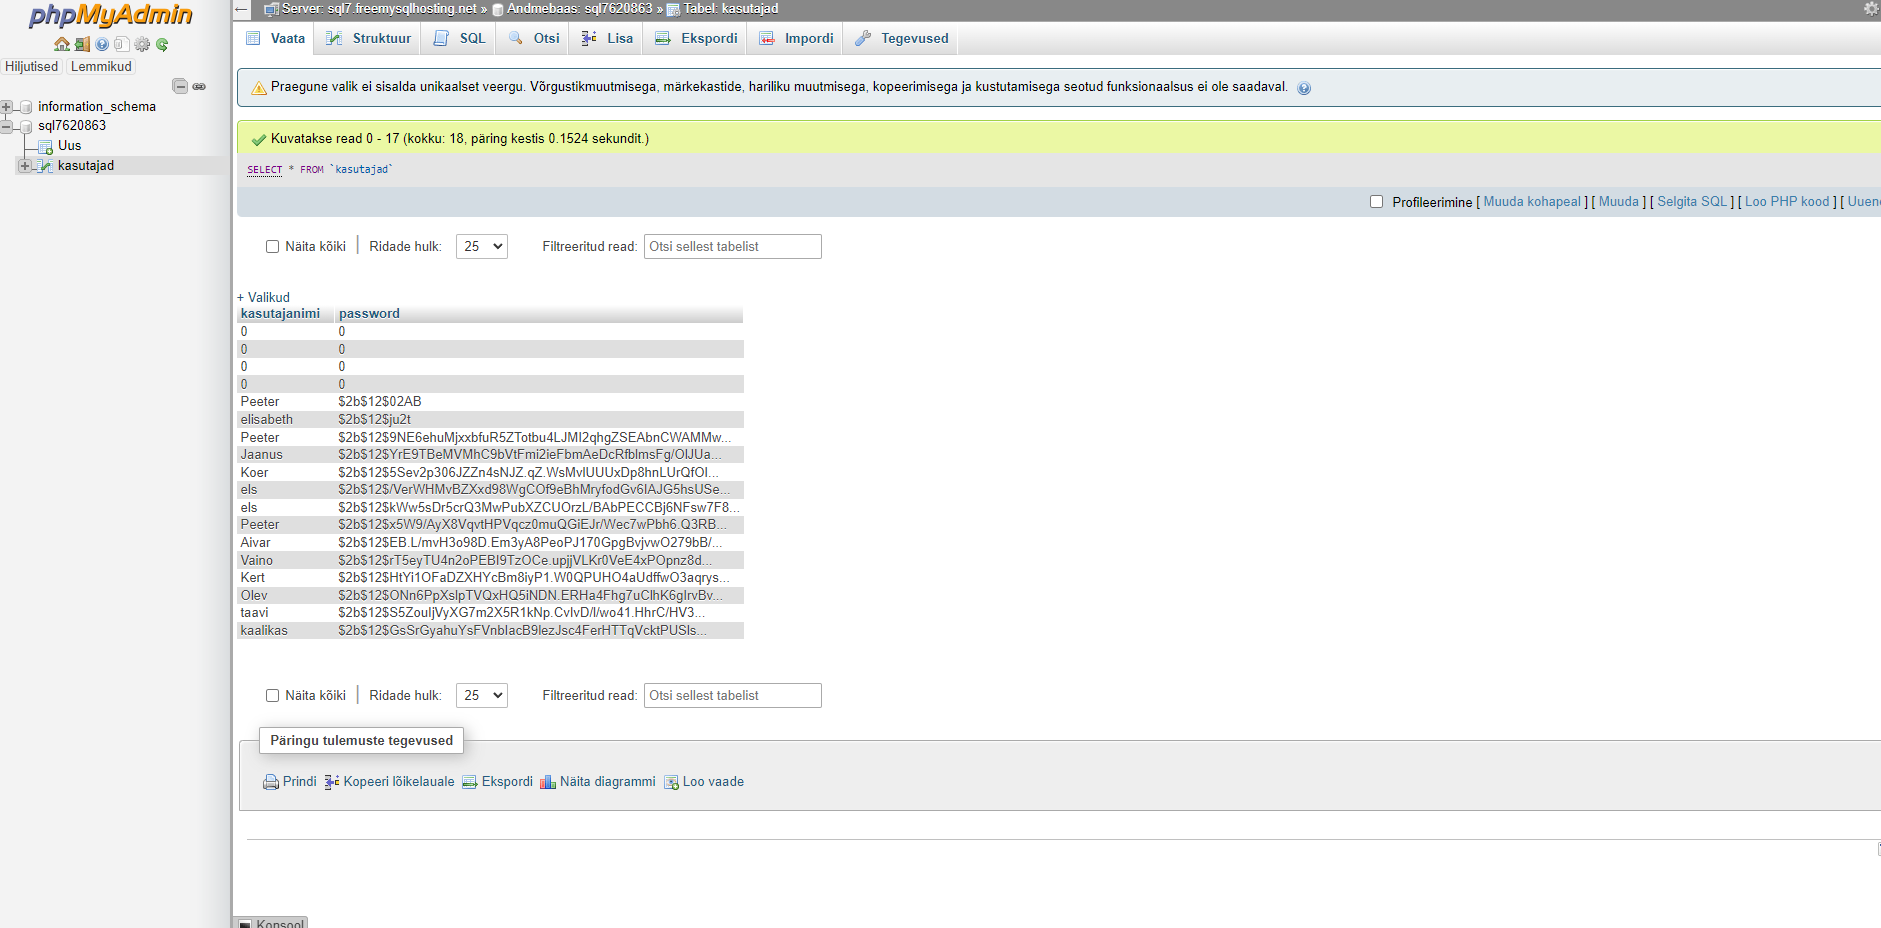 phpMyAdmin
Hiljutised Lemmikud
information_schema
sql7620863
Uus
kasutajad
Server: sql7.freemysqlhosting.net » Andmebaas: sql7620863 » Tabel: kasutajad
Vaata Struktuur SQL Otsi Lisa Ekspordi Impordi Tegevused
Praegune valik ei sisalda unikaalset veergu. Võrgustikmuutmisega, märkekastide, hariliku muutmisega, kopeerimisega ja kustutamisega seotud funktsionaalsus ei ole saadaval.
Kuvatakse read 0 - 17 (kokku: 18, päring kestis 0.1524 sekundit.)
SELECT * FROM `kasutajad`
Profileerimine [ Muuda kohapeal ] [ Muuda ] [ Selgita SQL ] [ Loo PHP kood ] [ Uuen
Näita kõiki | Ridade hulk: 25 Filtreeritud read: Otsi sellest tabelist
+ Valikud
kasutajanimi password
0 0
0 0
0 0
0 0
Peeter $2b$12$02AB
elisabeth $2b$12$ju2t
Peeter $2b$12$9NE6ehuMjxxbfuR5ZTotbu4LJMI2qhgZSEAbnCWAMMw...
Jaanus $2b$12$YrE9TBeMVMhC9bVtFmi2ieFbmAeDcRfblmsFg/OlJUa...
Koer $2b$12$5Sev2p306JZZn4sNJZ.qZ.WsMvlUUUxDp8hnLUrQfOl...
els $2b$12$/VerWHMvBZXxd98WgCOf9eBhMryfodGv6IAJG5hsUSe...
els $2b$12$kWw5sDr5crQ3MwPubXZCUOrzL/BAbPECCBj6NFsw7F8...
Peeter $2b$12$x5W9/AyX8VqvtHPVqcz0muQGiEJr/Wec7wPbh6.Q3RB...
Aivar $2b$12$EB.L/mvH3o98D.Em3yA8PeoPJ170GpgBvjvwO279bB/...
Vaino $2b$12$rT5eyTU4n2oPEBI9TzOCe.upjjVLKr0VeE4xPOpnz8d...
Kert $2b$12$HtYi1OFaDZXHYcBm8iyP1.W0QPUHO4aUdffwO3aqrys...
Olev $2b$12$ONn6PpXslpTVQxHQ5iNDN.ERHa4Fhg7uClhK6gIrvBv...
taavi $2b$12$S5ZouljVyXG7m2X5R1kNp.CvIvD/l/wo41.HhrC/HV3...
kaalikas $2b$12$GsSrGyahuYsFVnbIacB9lezJsc4FerHTTqVcktPUSls...
Näita kõiki | Ridade hulk: 25 Filtreeritud read: Otsi sellest tabelist
Päringu tulemuste tegevused
Prindi Kopeeri lõikelauale Ekspordi Näita diagrammi Loo vaade
Konsool